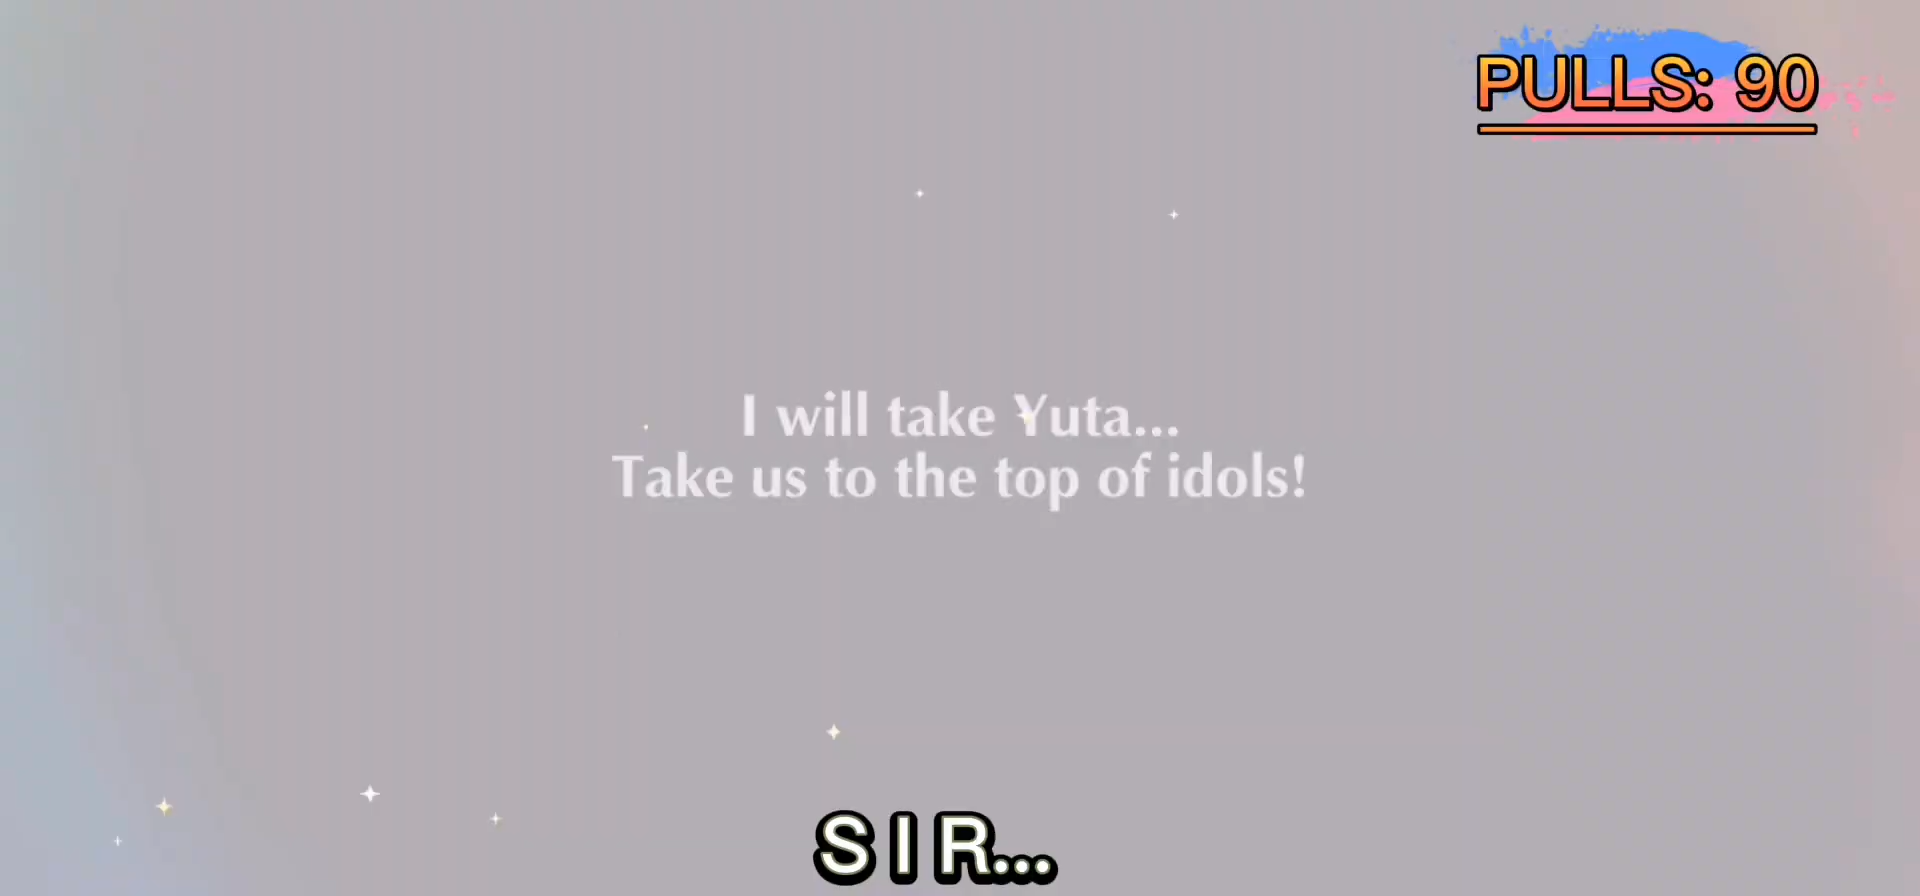 PULLS: 90
I will take Yuta...
Take us to the top of idols!
SIR...